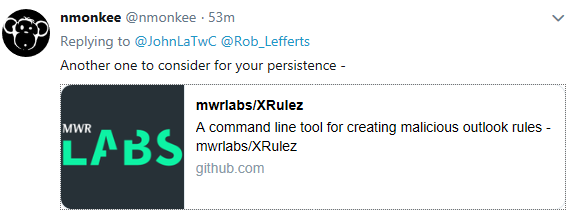 nmonkee @nmonkee · 53m
Replying to @JohnLaTwC @Rob_Lefferts
Another one to consider for your persistence -
MWR
LABS
mwrlabs/XRulez
A command line tool for creating malicious outlook rules -
mwrlabs/XRulez
github.com